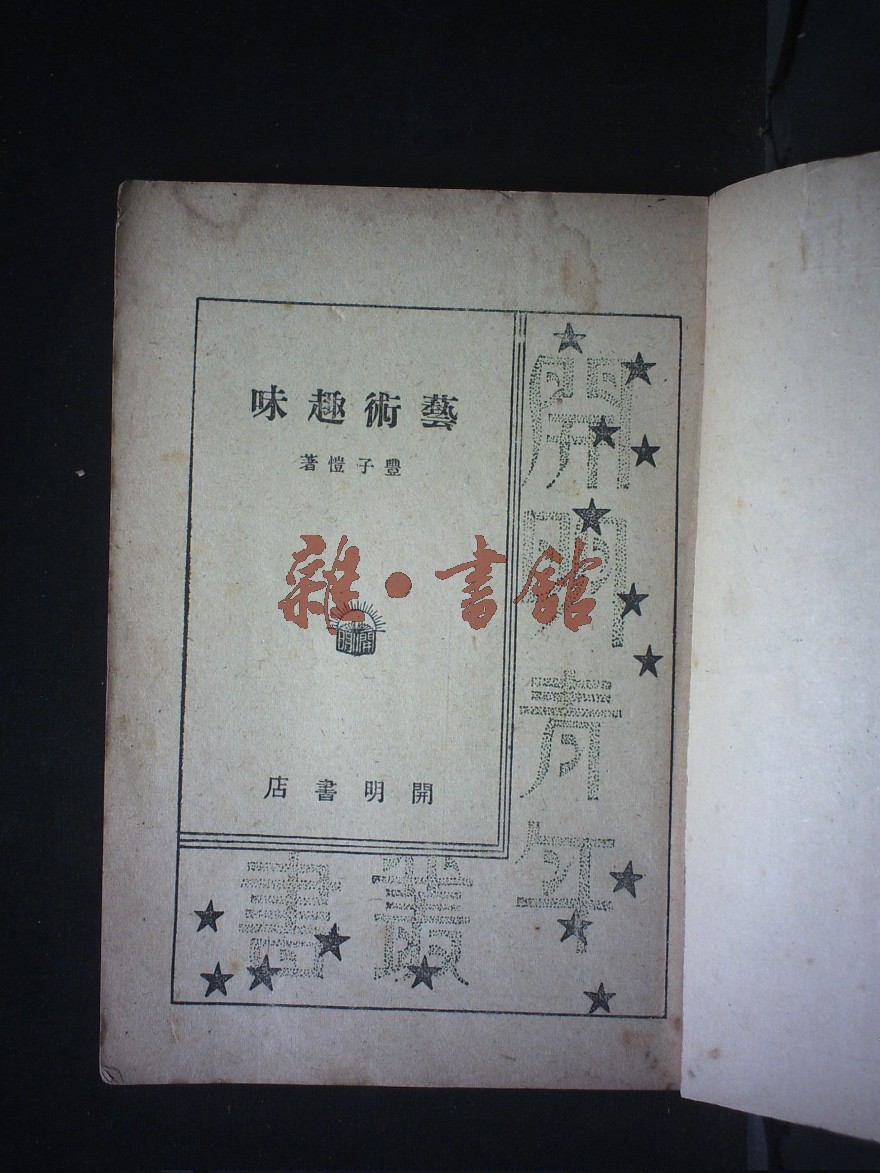 藝術趣味
豐子愷著
雜·書館
開明
開明書店
開明青年
叢書